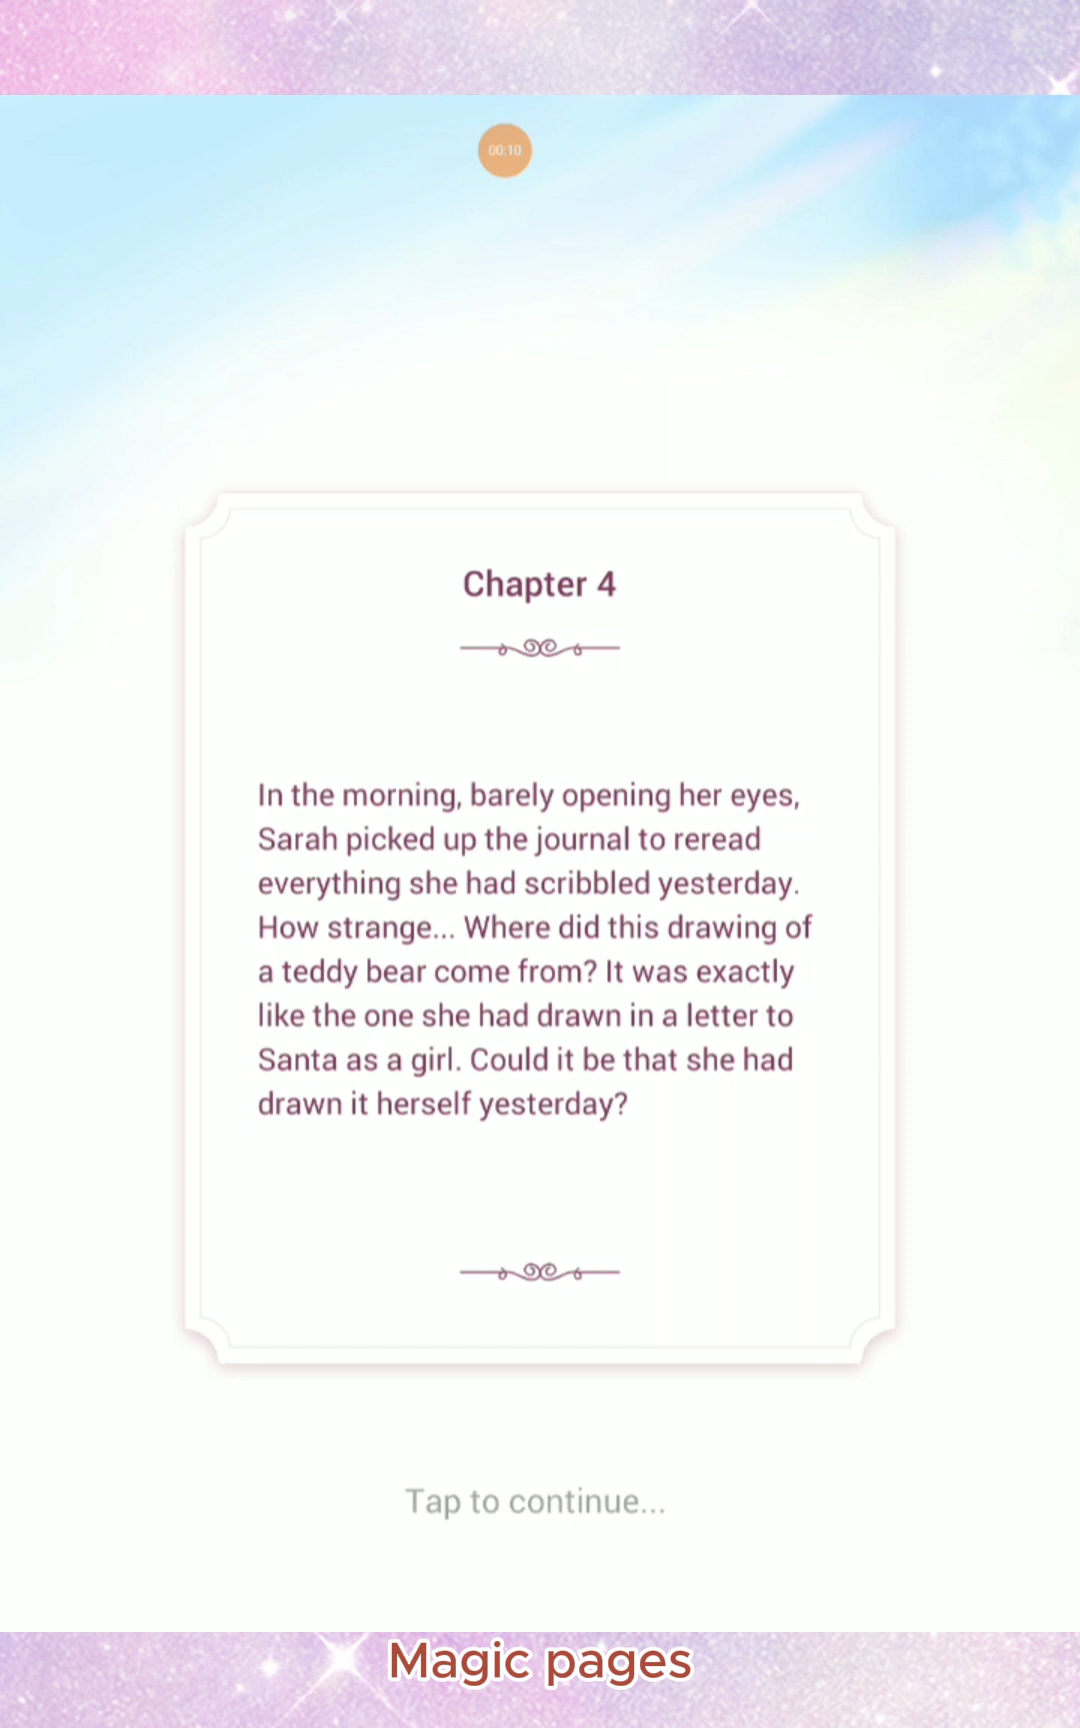 00:10
Chapter 4
In the morning, barely opening her eyes,
Sarah picked up the journal to reread
everything she had scribbled yesterday.
How strange... Where did this drawing of
a teddy bear come from? It was exactly
like the one she had drawn in a letter to
Santa as a girl. Could it be that she had
drawn it herself yesterday?
Tap to continue...
Magic pages